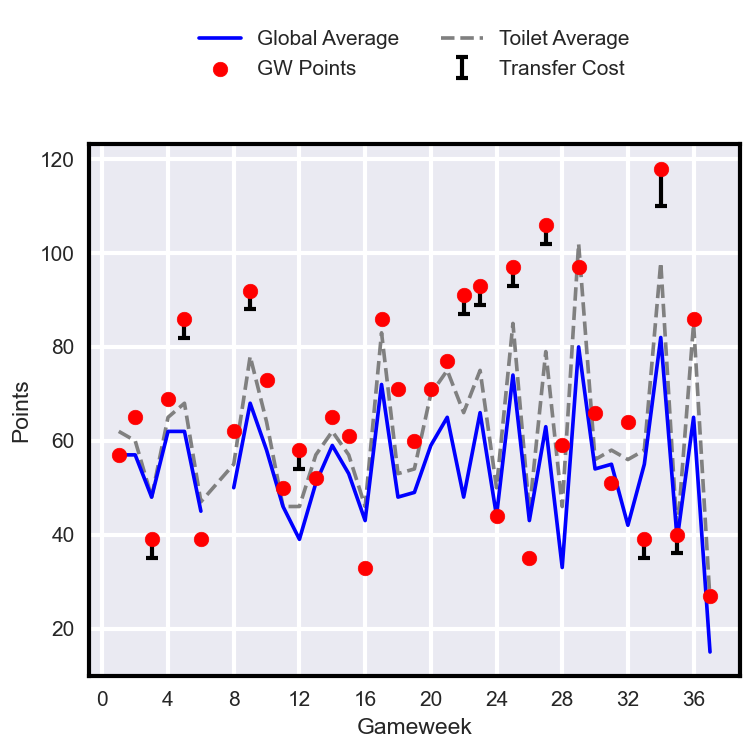 Global Average
Toilet Average
GW Points
Transfer Cost
120
100
80
60
40
20
Points
0 4 8 12 16 20 24 28 32 36
Gameweek